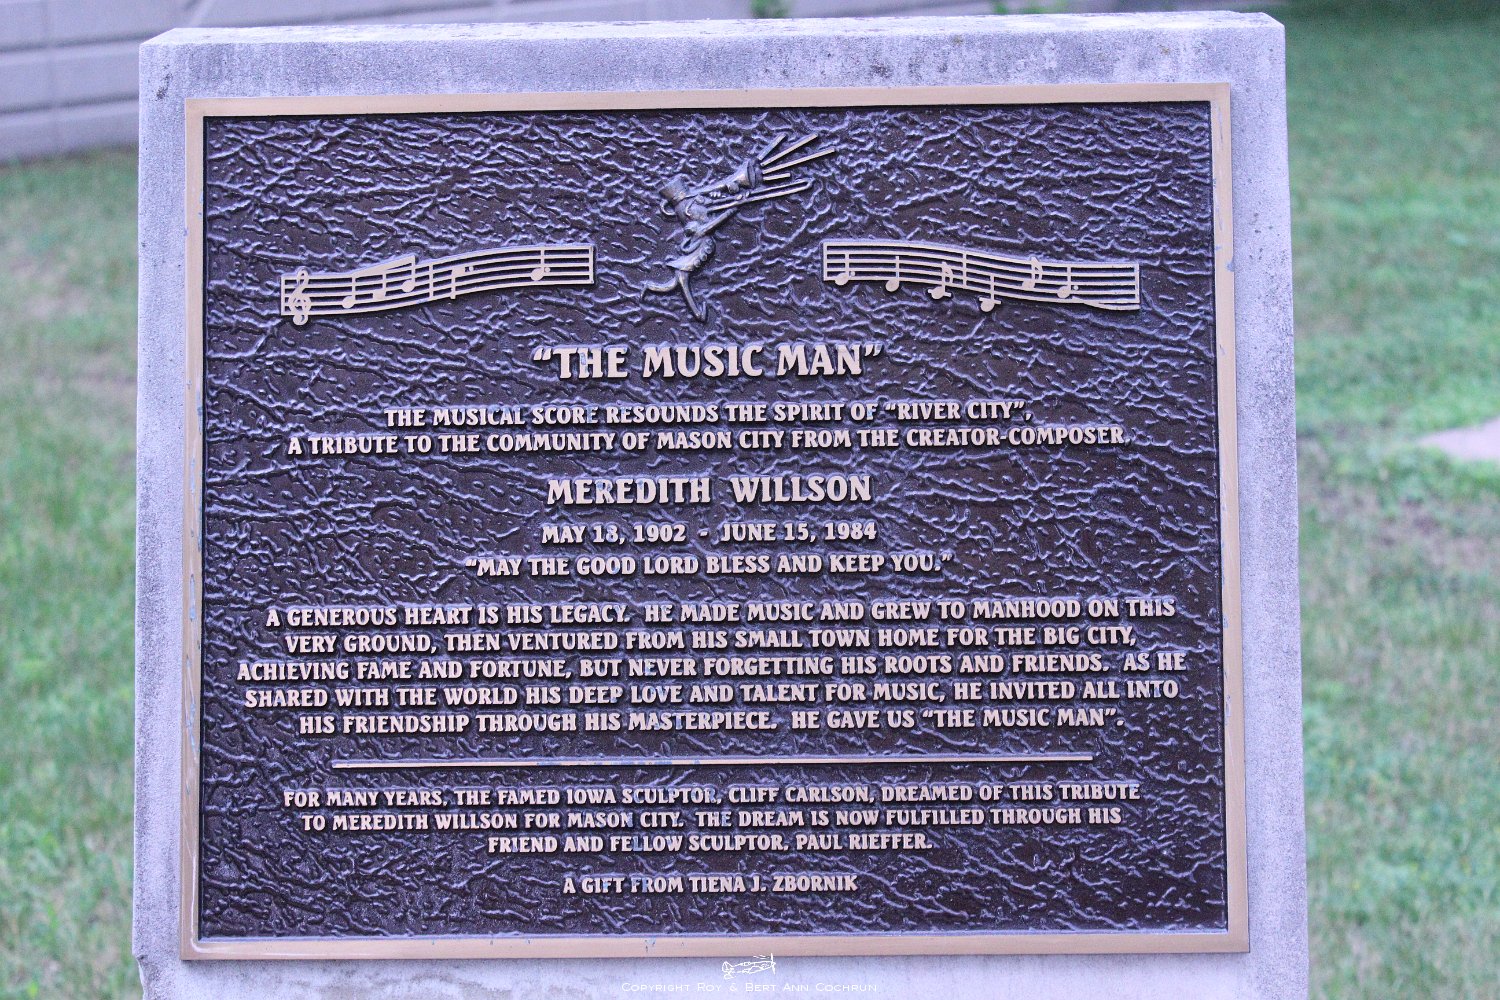 “THE MUSIC MAN”
THE MUSICAL SCORE RESOUNDS THE SPIRIT OF “RIVER CITY”,
A TRIBUTE TO THE COMMUNITY OF MASON CITY FROM THE CREATOR-COMPOSER,
MEREDITH WILLSON
MAY 18, 1902 - JUNE 15, 1984
“MAY THE GOOD LORD BLESS AND KEEP YOU.”
A GENEROUS HEART IS HIS LEGACY. HE MADE MUSIC AND GREW TO MANHOOD ON THIS
VERY GROUND, THEN VENTURED FROM HIS SMALL TOWN HOME FOR THE BIG CITY,
ACHIEVING FAME AND FORTUNE, BUT NEVER FORGETTING HIS ROOTS AND FRIENDS. AS HE
SHARED WITH THE WORLD HIS DEEP LOVE AND TALENT FOR MUSIC, HE INVITED ALL INTO
HIS FRIENDSHIP THROUGH HIS MASTERPIECE. HE GAVE US “THE MUSIC MAN”.
FOR MANY YEARS, THE FAMED IOWA SCULPTOR, CLIFF CARLSON, DREAMED OF THIS TRIBUTE
TO MEREDITH WILLSON FOR MASON CITY. THE DREAM IS NOW FULFILLED THROUGH HIS
FRIEND AND FELLOW SCULPTOR, PAUL RIEFFER.
A GIFT FROM TIENA J. ZBORNIK
COPYRIGHT ROY & BERT ANN COCHRUN